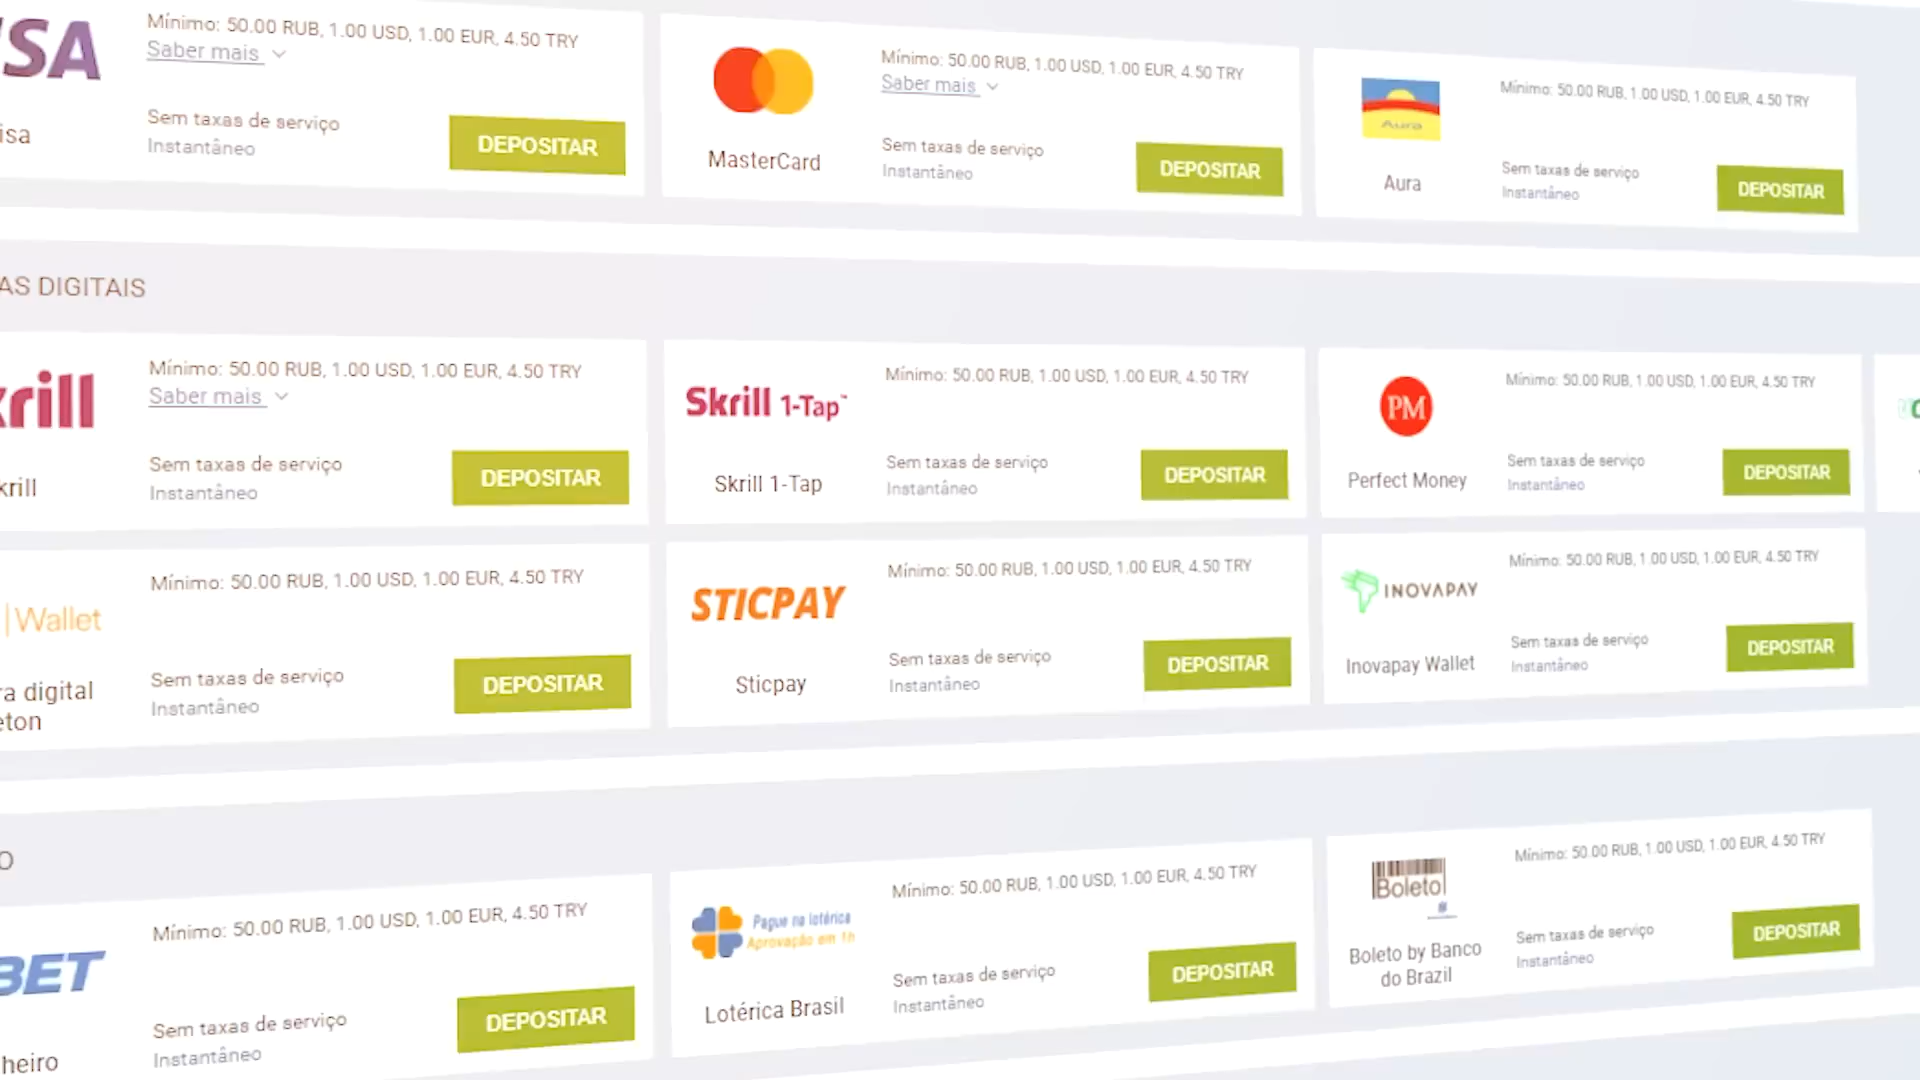 SA
Mínimo: 50.00 RUB, 1.00 USD, 1.00 EUR, 4.50 TRY
Saber mais
isa
Sem taxas de serviço
Instantâneo
DEPOSITAR
MasterCard
Mínimo: 50.00 RUB, 1.00 USD, 1.00 EUR, 4.50 TRY
Saber mais
Sem taxas de serviço
Instantâneo
DEPOSITAR
Aura
Aura
Mínimo: 50.00 RUB, 1.00 USD, 1.00 EUR, 4.50 TRY
Sem taxas de serviço
Instantâneo
DEPOSITAR
AS DIGITAIS
krill
krill
Mínimo: 50.00 RUB, 1.00 USD, 1.00 EUR, 4.50 TRY
Saber mais
Sem taxas de serviço
Instantâneo
DEPOSITAR
Skrill 1-Tap™
Skrill 1-Tap
Mínimo: 50.00 RUB, 1.00 USD, 1.00 EUR, 4.50 TRY
Sem taxas de serviço
Instantâneo
DEPOSITAR
PM
Perfect Money
Mínimo: 50.00 RUB, 1.00 USD, 1.00 EUR, 4.50 TRY
Sem taxas de serviço
Instantâneo
DEPOSITAR
| Wallet
ra digital
eton
Mínimo: 50.00 RUB, 1.00 USD, 1.00 EUR, 4.50 TRY
Sem taxas de serviço
Instantâneo
DEPOSITAR
STICPAY
Sticpay
Mínimo: 50.00 RUB, 1.00 USD, 1.00 EUR, 4.50 TRY
Sem taxas de serviço
Instantâneo
DEPOSITAR
INOVAPAY
Inovapay Wallet
Mínimo: 50.00 RUB, 1.00 USD, 1.00 EUR, 4.50 TRY
Sem taxas de serviço
Instantâneo
DEPOSITAR
O
BET
heiro
Mínimo: 50.00 RUB, 1.00 USD, 1.00 EUR, 4.50 TRY
Sem taxas de serviço
Instantâneo
DEPOSITAR
Pague na lotérica
Aprovação em 1h
Lotérica Brasil
Mínimo: 50.00 RUB, 1.00 USD, 1.00 EUR, 4.50 TRY
Sem taxas de serviço
Instantâneo
DEPOSITAR
Boleto
Boleto by Banco
do Brazil
Mínimo: 50.00 RUB, 1.00 USD, 1.00 EUR, 4.50 TRY
Sem taxas de serviço
Instantâneo
DEPOSITAR